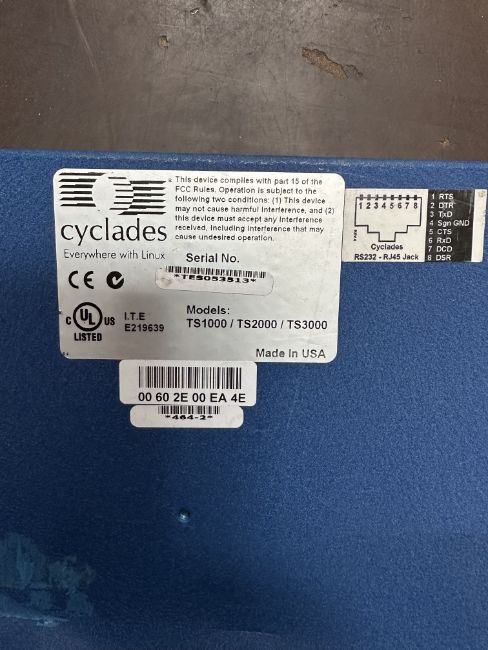 * This device complies with part 15 of the
FCC Rules. Operation is subject to the
following two conditions: (1) This device
may not cause harmful interference, and (2)
this device must accept any Interference
received, including interference that may
cause undesired operation.
cyclades
Everywhere with Linux
Serial No.
*TES053513*
CE
C UL US
LISTED
I.T.E
E219639
Models:
TS1000 / TS2000 / TS3000
Made In USA
00 60 2E 00 EA 4E
*464-2*
1 2 3 4 5 6 7 8
Cyclades
RS232 - RJ45 Jack
1 RTS
2 DTR
3 TxD
4 Sgn GND
5 CTS
6 RxD
7 DCD
8 DSR